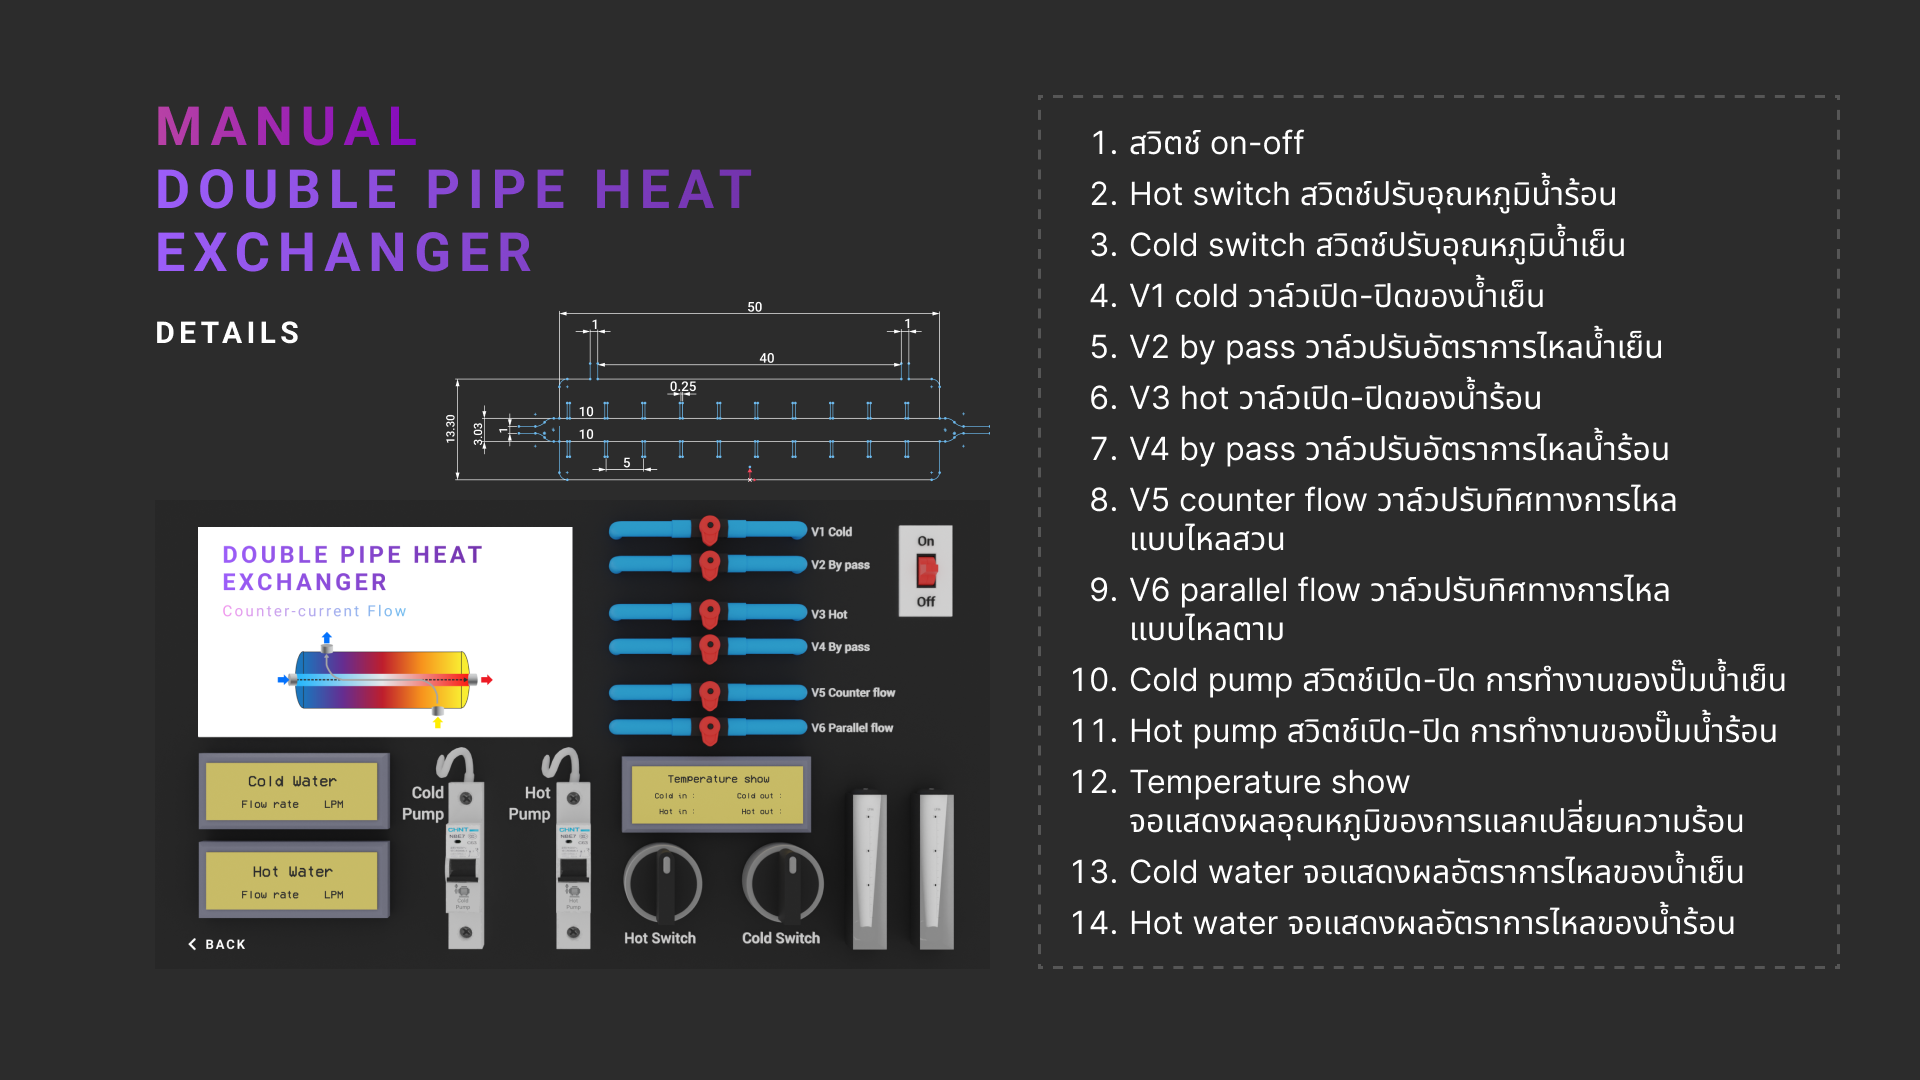 MANUAL
DOUBLE PIPE HEAT
EXCHANGER
DETAILS
50
1
1
40
0.25
10
10
13.30
3.03
1
5
DOUBLE PIPE HEAT
EXCHANGER
Counter-current Flow
V1 Cold
V2 By pass
V3 Hot
V4 By pass
V5 Counter flow
V6 Parallel flow
On
Off
Cold Water
Flow rate LPM
Hot Water
Flow rate LPM
Cold
Pump
CHNT
NBE7
Cold
Pump
Hot
Pump
CHNT
NBE7
Hot
Pump
Temperature show
Cold in : Cold out :
Hot in : Hot out :
Hot Switch
Cold Switch
BACK
1. สวิตช์ on-off
2. Hot switch สวิตช์ปรับอุณหภูมิน้ำร้อน
3. Cold switch สวิตช์ปรับอุณหภูมิน้ำเย็น
4. V1 cold วาล์วเปิด-ปิดของน้ำเย็น
5. V2 by pass วาล์วปรับอัตราการไหลน้ำเย็น
6. V3 hot วาล์วเปิด-ปิดของน้ำร้อน
7. V4 by pass วาล์วปรับอัตราการไหลน้ำร้อน
8. V5 counter flow วาล์วปรับทิศทางการไหล
แบบไหลสวน
9. V6 parallel flow วาล์วปรับทิศทางการไหล
แบบไหลตาม
10. Cold pump สวิตช์เปิด-ปิด การทำงานของปั๊มน้ำเย็น
11. Hot pump สวิตช์เปิด-ปิด การทำงานของปั๊มน้ำร้อน
12. Temperature show
จอแสดงผลอุณหภูมิของการแลกเปลี่ยนความร้อน
13. Cold water จอแสดงผลอัตราการไหลของน้ำเย็น
14. Hot water จอแสดงผลอัตราการไหลของน้ำร้อน